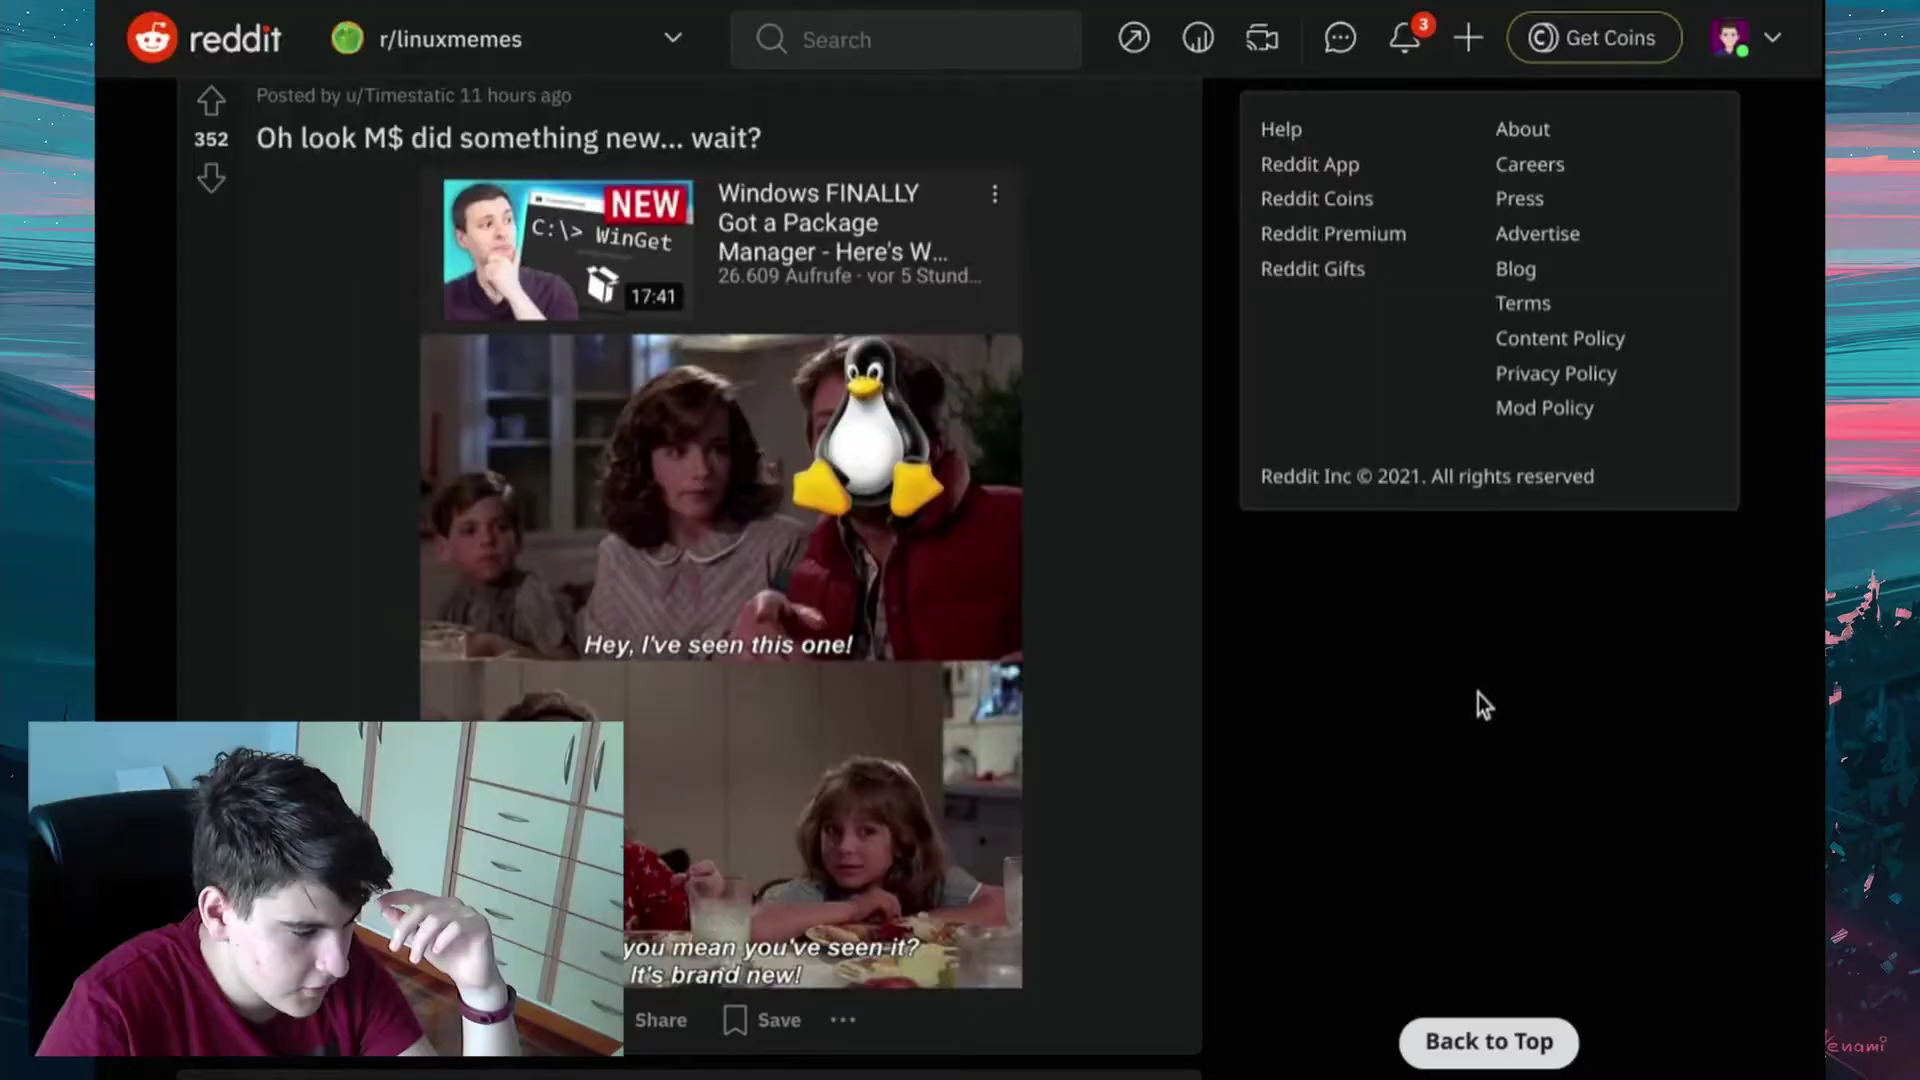 reddit
r/linuxmemes
Search
3
Get Coins
Posted by u/Timestatic 11 hours ago
352
Oh look M$ did something new... wait?
NEW
C:\> WinGet
17:41
Windows FINALLY
Got a Package
Manager - Here's W...
26.609 Aufrufe · vor 5 Stund...
Hey, I've seen this one!
you mean you've seen it?
It's brand new!
Share
Save
Help
Reddit App
Reddit Coins
Reddit Premium
Reddit Gifts
About
Careers
Press
Advertise
Blog
Terms
Content Policy
Privacy Policy
Mod Policy
Reddit Inc © 2021. All rights reserved
Back to Top